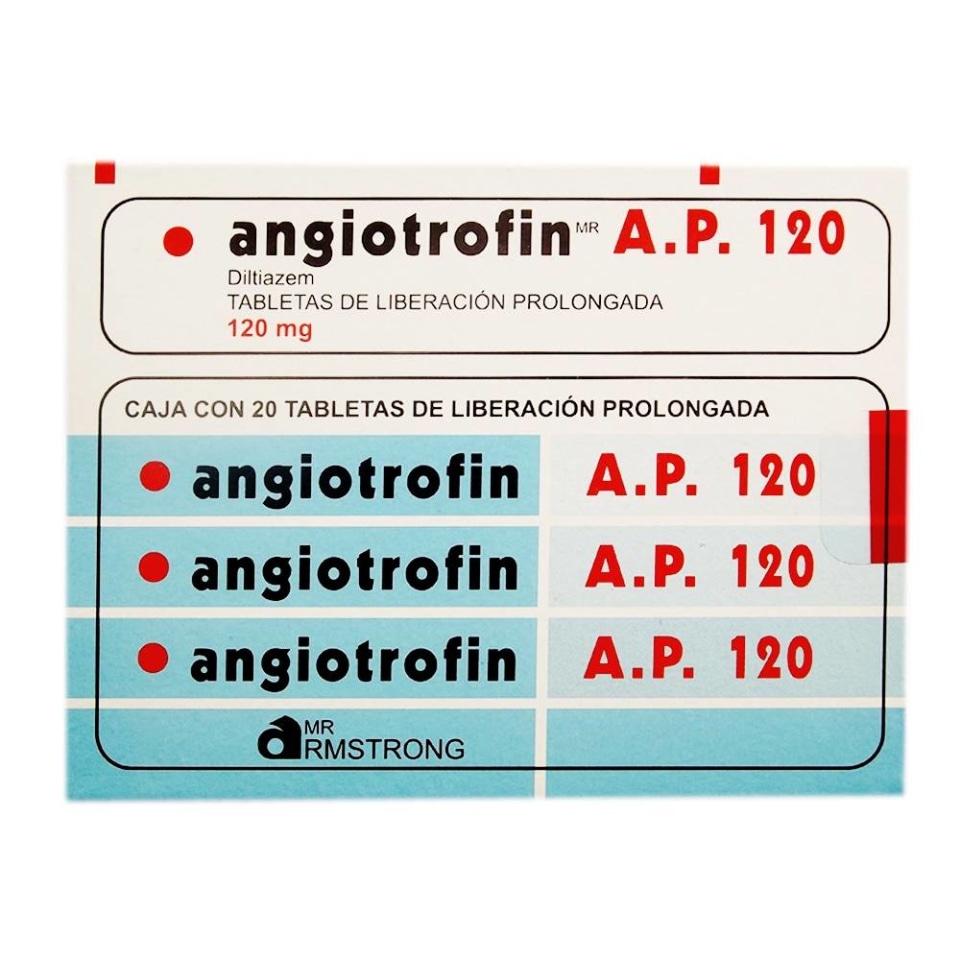 angiotrofin MR A.P. 120
Diltiazem
TABLETAS DE LIBERACIÓN PROLONGADA
120 mg
CAJA CON 20 TABLETAS DE LIBERACIÓN PROLONGADA
angiotrofin A.P. 120
angiotrofin A.P. 120
angiotrofin A.P. 120
MR
aRMSTRONG